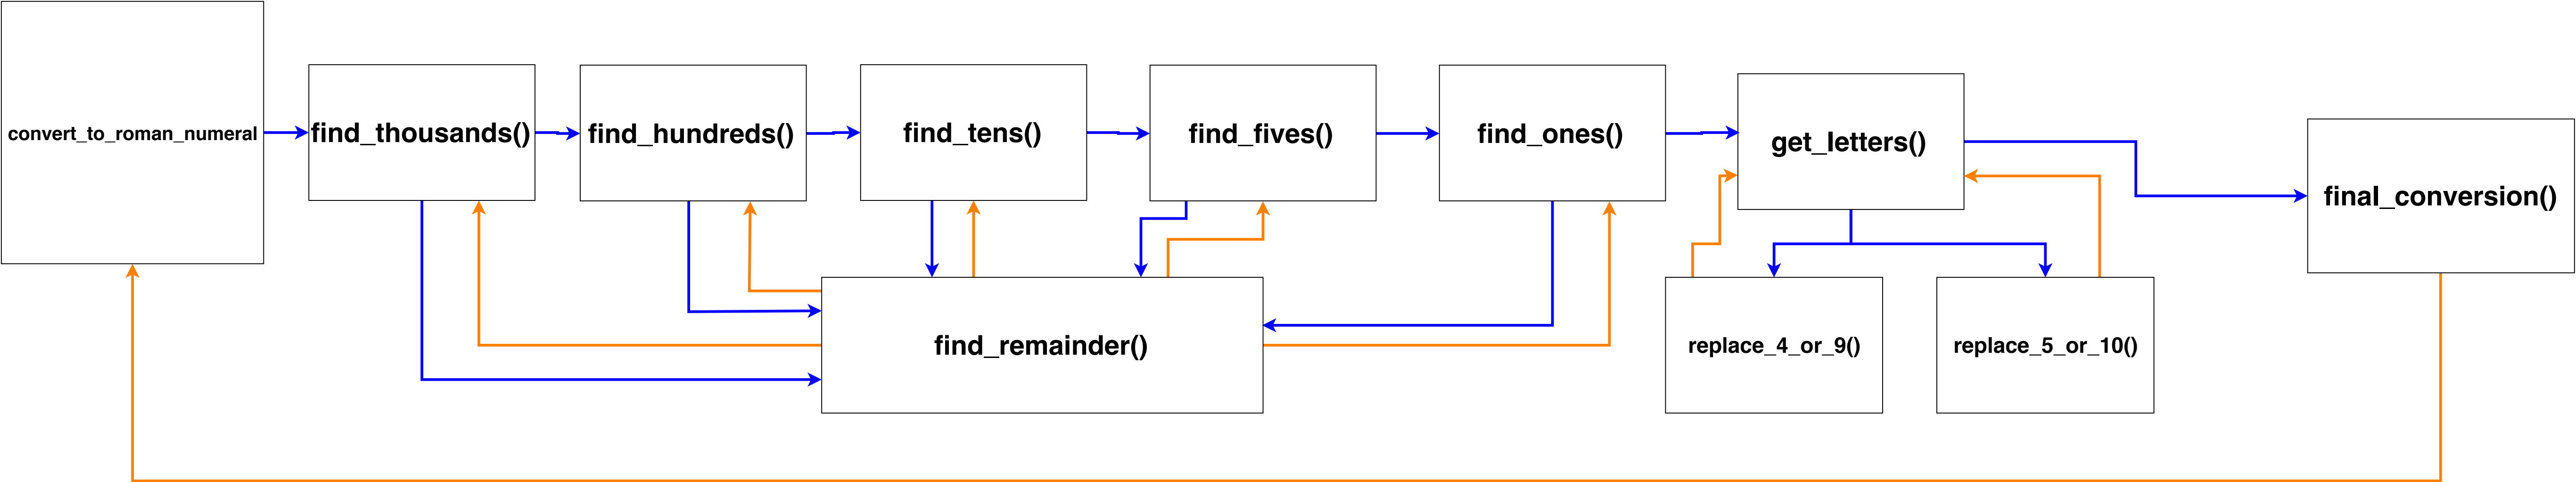 convert_to_roman_numeral
find_thousands()
find_hundreds()
find_tens()
find_fives()
find_ones()
get_letters()
final_conversion()
find_remainder()
replace_4_or_9()
replace_5_or_10()